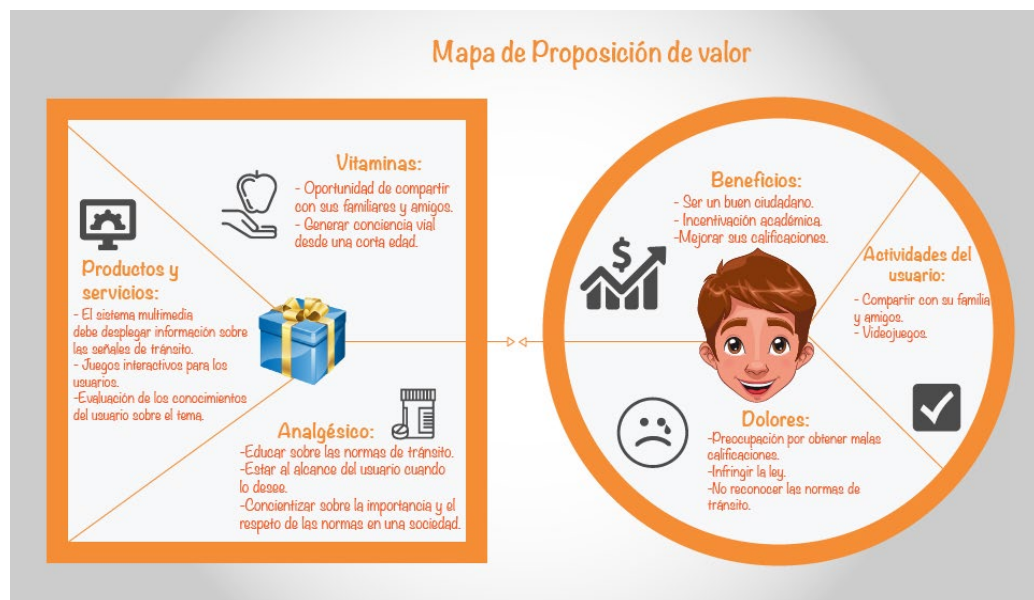 Mapa de Proposición de valor
Vitaminas:
- Oportunidad de compartir
con sus familiares y amigos.
- Generar conciencia vial
desde una corta edad.
Productos y
servicios:
- El sistema multimedia
debe desplegar información sobre
las señales de tránsito.
- Juegos interactivos para los
usuarios.
-Evaluación de los conocimientos
del usuario sobre el tema.
Analgésico:
-Educar sobre las normas de tránsito.
-Estar al alcance del usuario cuando
lo desee.
-Concientizar sobre la importancia y el
respeto de las normas en una sociedad.
Beneficios:
- Ser un buen ciudadano.
- Incentivación académica.
-Mejorar sus calificaciones.
Actividades del
usuario:
- Compartir con su familia
y amigos.
- Videojuegos.
Dolores:
-Preocupación por obtener malas
calificaciones.
-Infringir la ley.
-No reconocer las normas de
tránsito.